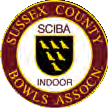 SUSSEX COUNTY
SCIBA
INDOOR
BOWLS ASSOCN.